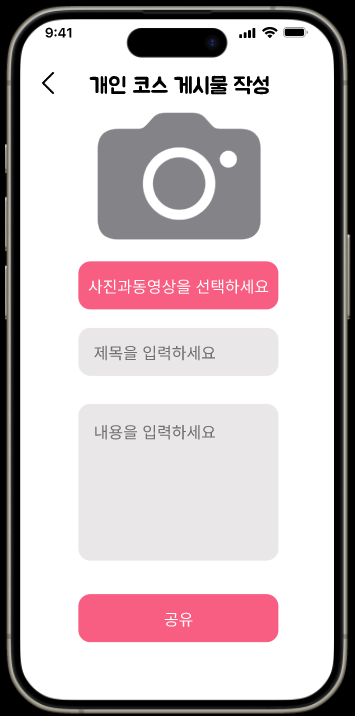 9:41
개인 코스 게시물 작성
사진과동영상을 선택하세요
제목을 입력하세요
내용을 입력하세요
공유